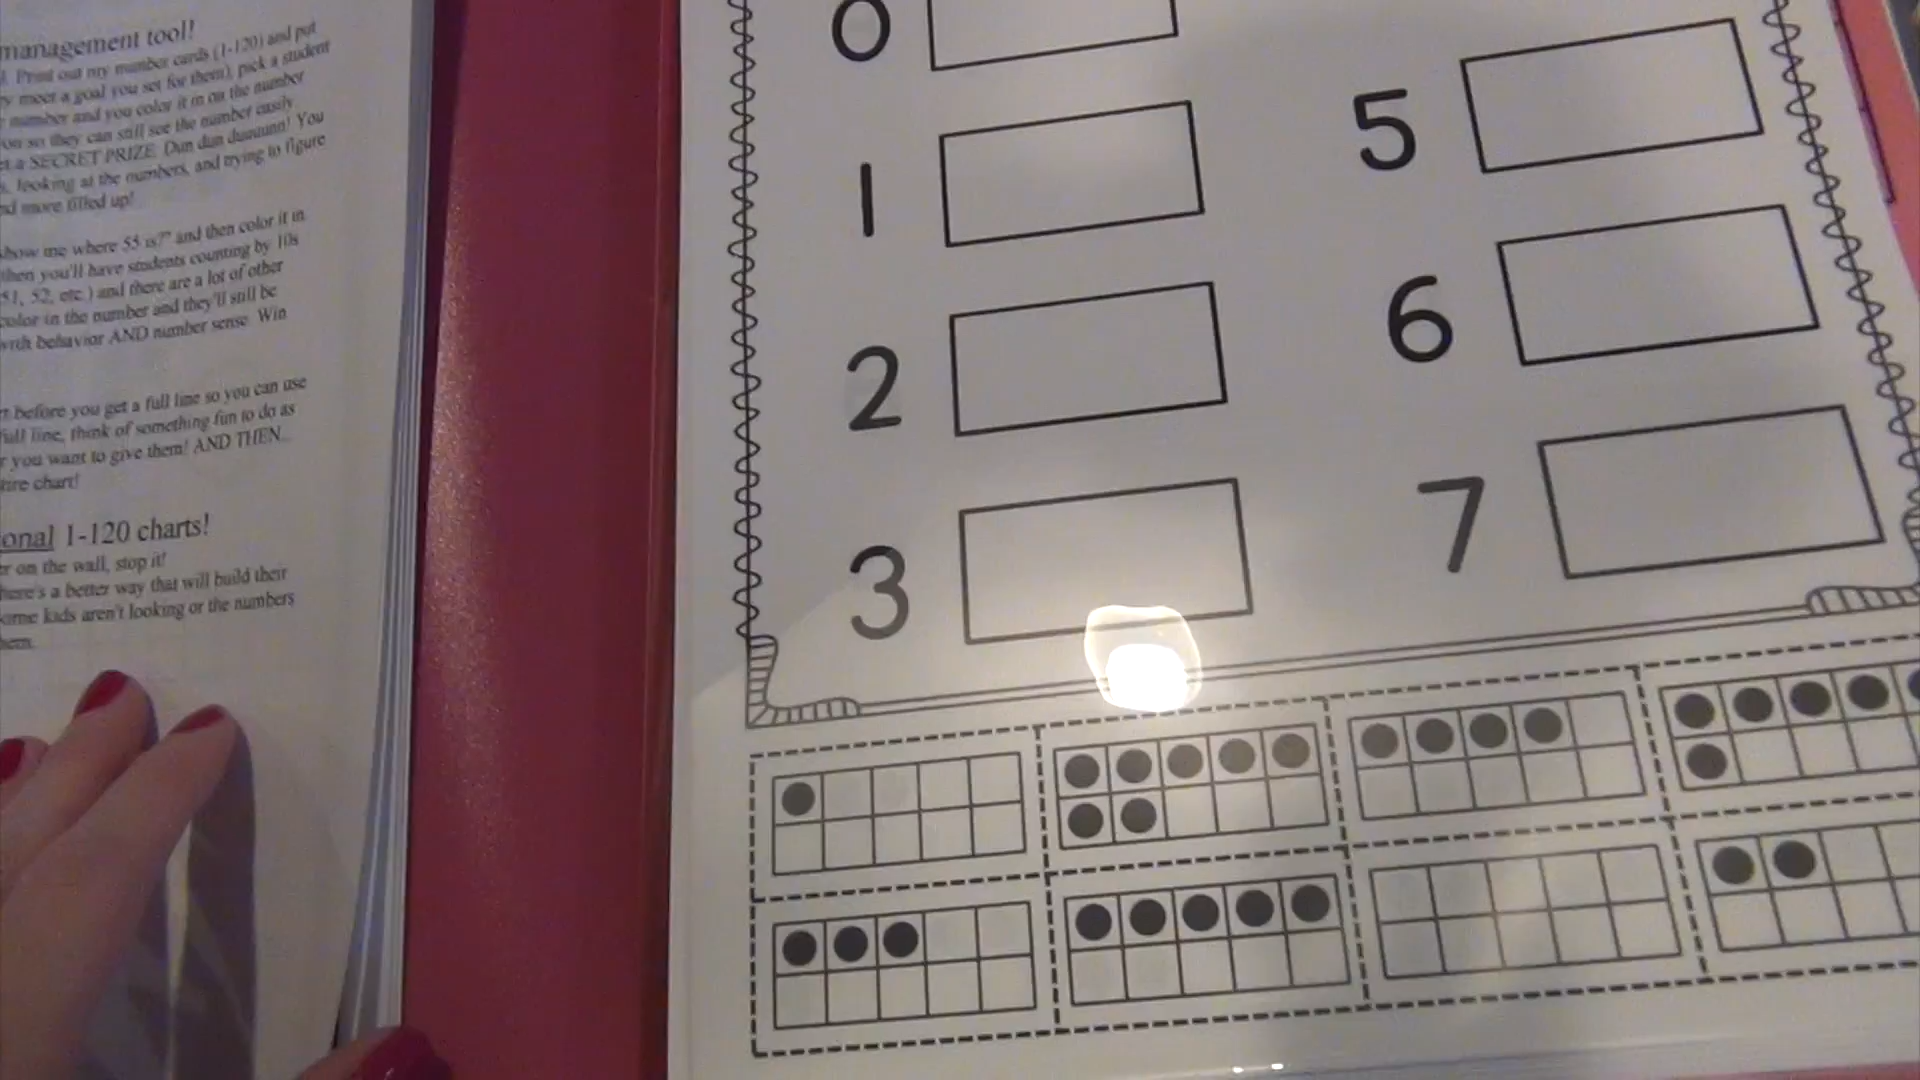 management tool!
Print out my number cards (1-120) and put
meet a goal you set for them), pick a student
number and you color it in on the number
so they can still see the number easily
a SECRET PRIZE. Dun dun duuuun! You
looking at the numbers, and trying to figure
more filled up!
show me where 55 is?" and then color it in
then you'll have students counting by 10s
51, 52, etc.) and there are a lot of other
color in the number and they'll still be
with behavior AND number sense. Win
before you get a full line so you can use
full line, think of something fun to do as
you want to give them! AND THEN...
chart!
onal 1-120 charts!
on the wall, stop it!
here's a better way that will build their
some kids aren't looking or the numbers
0
1
2
3
5
6
7